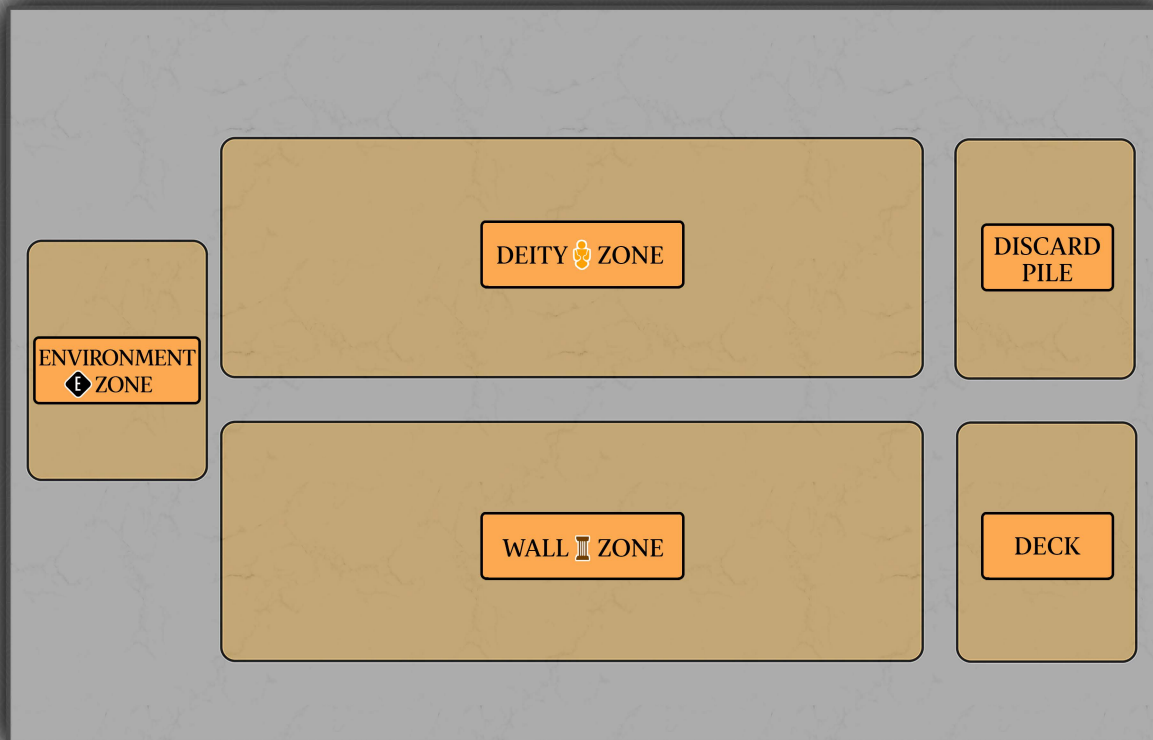 DEITY ZONE
DISCARD
PILE
ENVIRONMENT
E ZONE
WALL ZONE
DECK